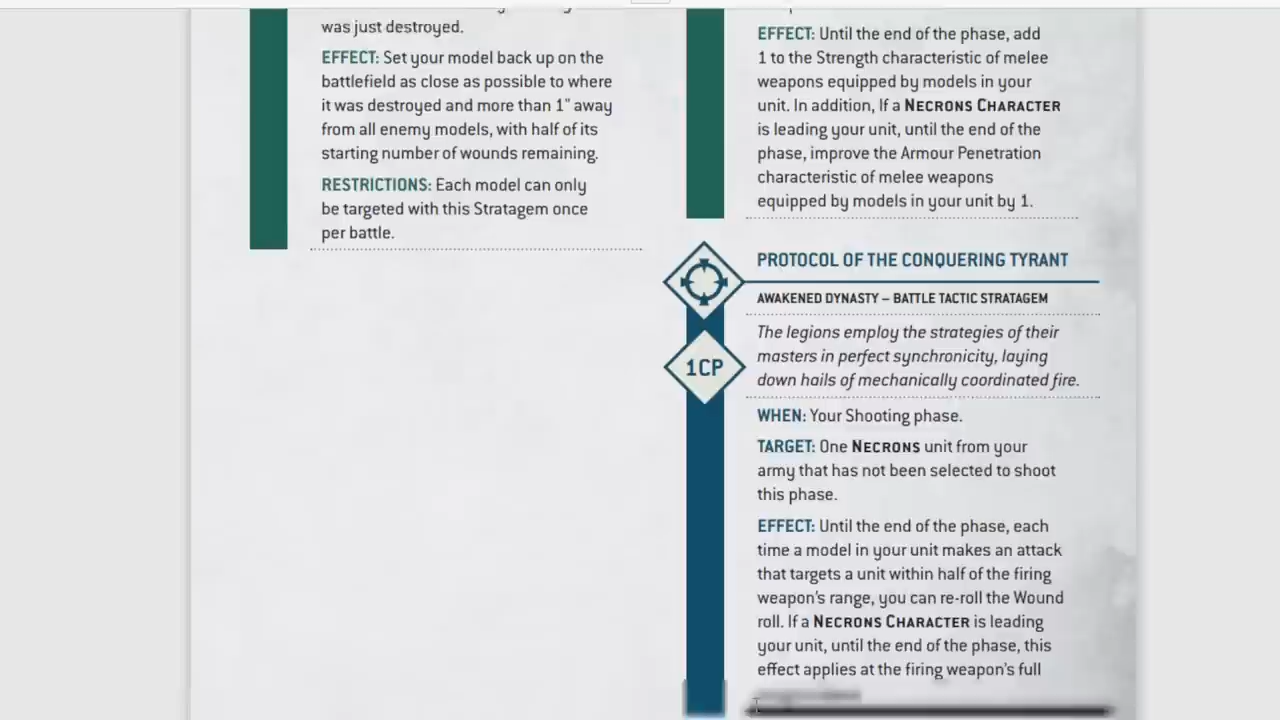 was just destroyed.
EFFECT: Set your model back up on the
battlefield as close as possible to where
it was destroyed and more than 1" away
from all enemy models, with half of its
starting number of wounds remaining.
RESTRICTIONS: Each model can only
be targeted with this Stratagem once
per battle.
EFFECT: Until the end of the phase, add
1 to the Strength characteristic of melee
weapons equipped by models in your
unit. In addition, If a NECRONS CHARACTER
is leading your unit, until the end of the
phase, improve the Armour Penetration
characteristic of melee weapons
equipped by models in your unit by 1.
PROTOCOL OF THE CONQUERING TYRANT
AWAKENED DYNASTY – BATTLE TACTIC STRATAGEM
1CP
The legions employ the strategies of their
masters in perfect synchronicity, laying
down hails of mechanically coordinated fire.
WHEN: Your Shooting phase.
TARGET: One NECRONS unit from your
army that has not been selected to shoot
this phase.
EFFECT: Until the end of the phase, each
time a model in your unit makes an attack
that targets a unit within half of the firing
weapon's range, you can re-roll the Wound
roll. If a NECRONS CHARACTER is leading
your unit, until the end of the phase, this
effect applies at the firing weapon's full